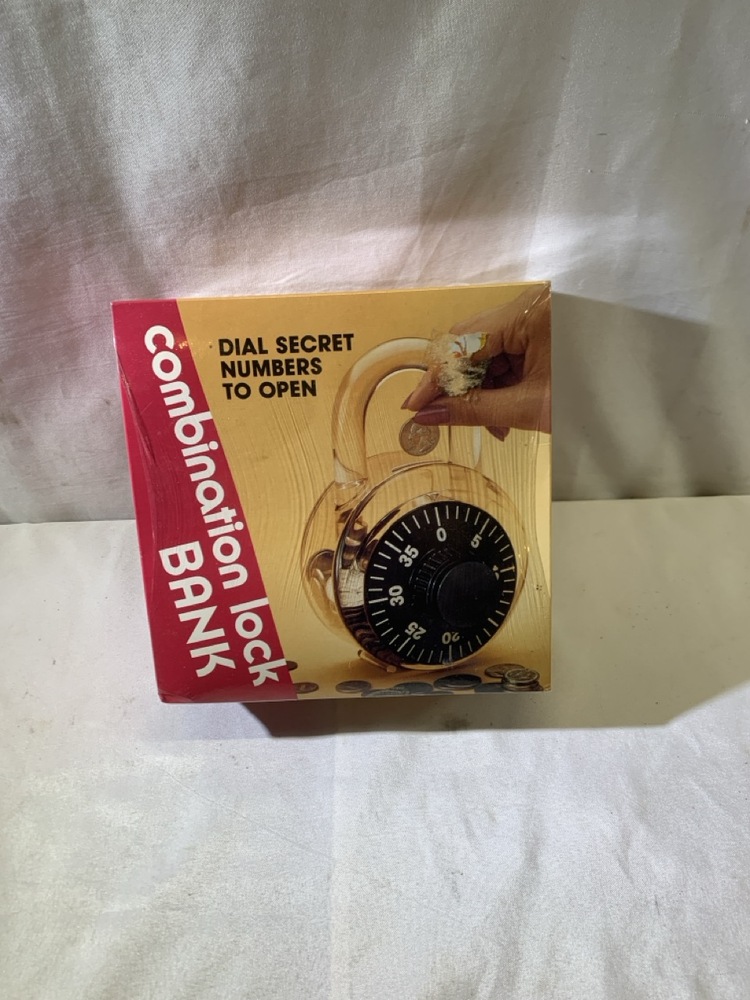 combination lock
BANK
DIAL SECRET
NUMBERS
TO OPEN
0
5
20
25
30
35